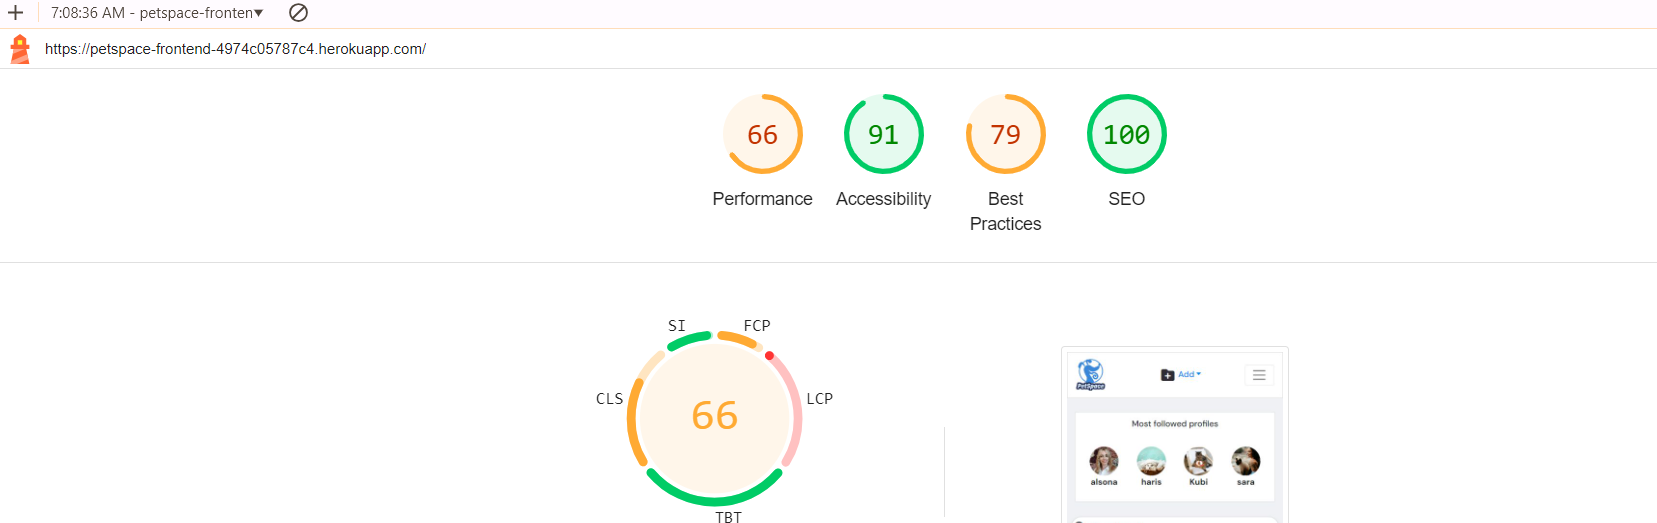 7:08:36 AM - petspace-fronten
https://petspace-frontend-4974c05787c4.herokuapp.com/
66 91 79 100
Performance Accessibility Best Practices SEO
SI FCP
CLS 66 LCP
TBT
PetSpace Add
Most followed profiles
alsona haris Kubi sara